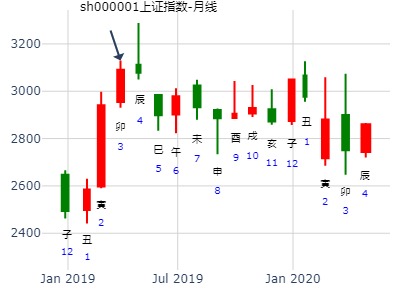 sh000001上证指数-月线
3200
3000
2800
2600
2400
子
12
丑
1
寅
2
卯
3
辰
4
巳
5
午
6
未
7
申
8
酉
9
戌
10
亥
11
子
12
丑
1
寅
2
卯
3
辰
4
Jan 2019
Jul 2019
Jan 2020